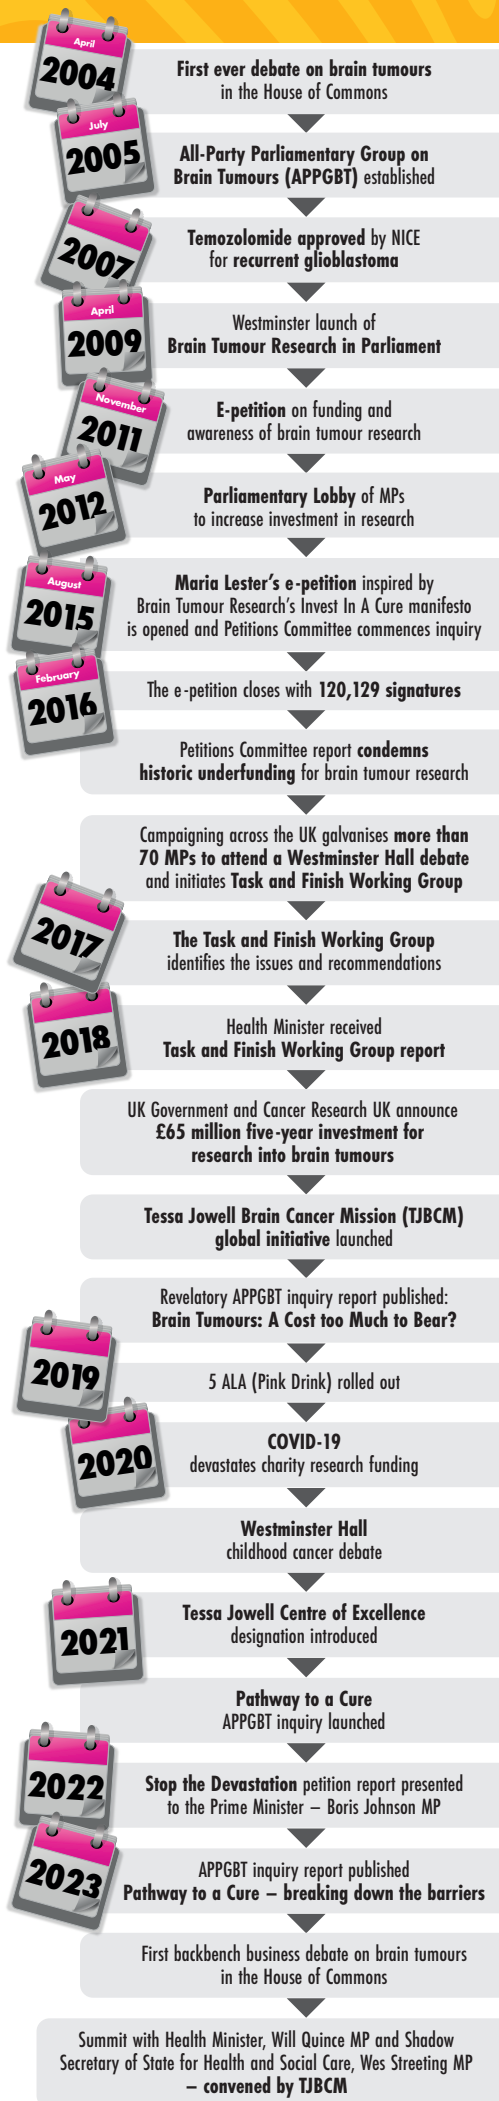 April
2004
First ever debate on brain tumours
in the House of Commons
July
2005
All-Party Parliamentary Group on
Brain Tumours (APPGBT) established
2007
Temozolomide approved by NICE
for recurrent glioblastoma
April
2009
Westminster launch of
Brain Tumour Research in Parliament
November
2011
E-petition on funding and
awareness of brain tumour research
May
2012
Parliamentary Lobby of MPs
to increase investment in research
August
2015
Maria Lester's e-petition inspired by
Brain Tumour Research's Invest In A Cure manifesto
is opened and Petitions Committee commences inquiry
February
2016
The e-petition closes with 120,129 signatures
Petitions Committee report condemns
historic underfunding for brain tumour research
Campaigning across the UK galvanises more than
70 MPs to attend a Westminster Hall debate
and initiates Task and Finish Working Group
2017
The Task and Finish Working Group
identifies the issues and recommendations
2018
Health Minister received
Task and Finish Working Group report
UK Government and Cancer Research UK announce
£65 million five-year investment for
research into brain tumours
Tessa Jowell Brain Cancer Mission (TJBCM)
global initiative launched
Revelatory APPGBT inquiry report published:
Brain Tumours: A Cost too Much to Bear?
2019
5 ALA (Pink Drink) rolled out
2020
COVID-19
devastates charity research funding
Westminster Hall
childhood cancer debate
2021
Tessa Jowell Centre of Excellence
designation introduced
Pathway to a Cure
APPGBT inquiry launched
2022
Stop the Devastation petition report presented
to the Prime Minister – Boris Johnson MP
2023
APPGBT inquiry report published
Pathway to a Cure – breaking down the barriers
First backbench business debate on brain tumours
in the House of Commons
Summit with Health Minister, Will Quince MP and Shadow
Secretary of State for Health and Social Care, Wes Streeting MP
– convened by TJBCM